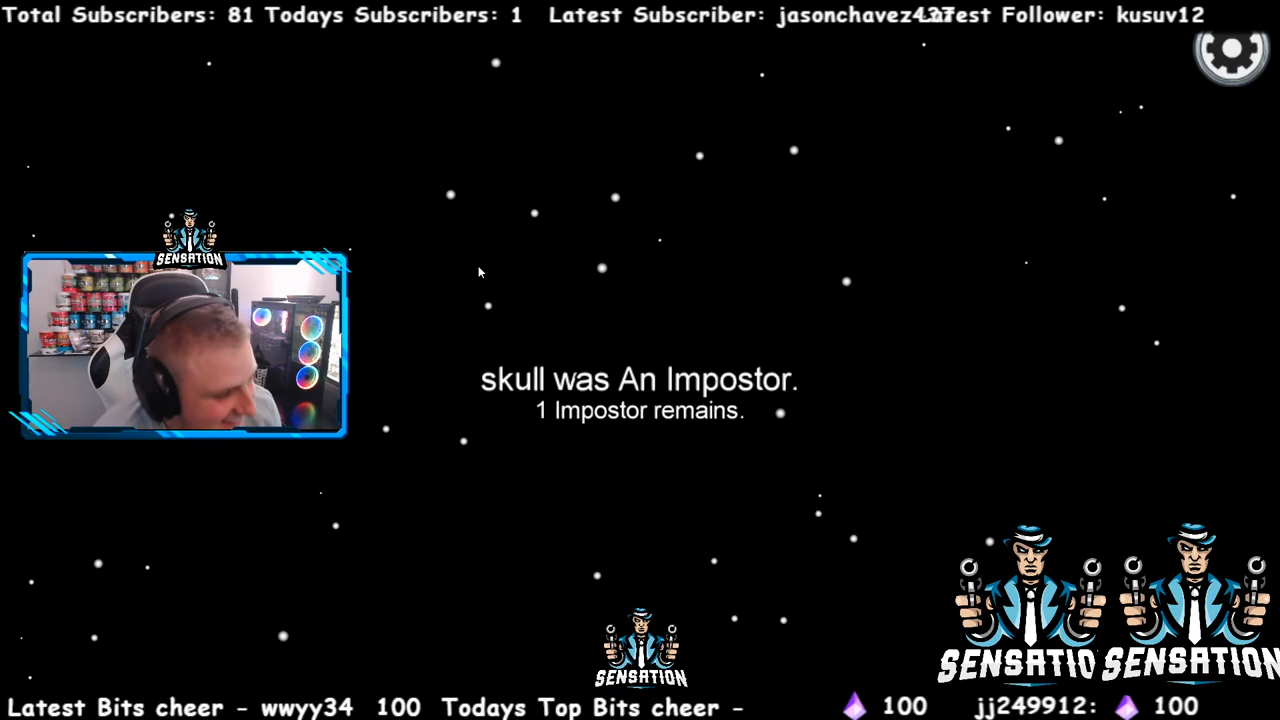 Total Subscribers: 81 Todays Subscribers: 1 Latest Subscriber: jasonchavez437 Latest Follower: kusuv12
SENSATION
skull was An Impostor.
1 Impostor remains.
SENSATION
SENSATIO
SENSATION
Latest Bits cheer - wwyy34 100 Todays Top Bits cheer - 100 jj249912: 100